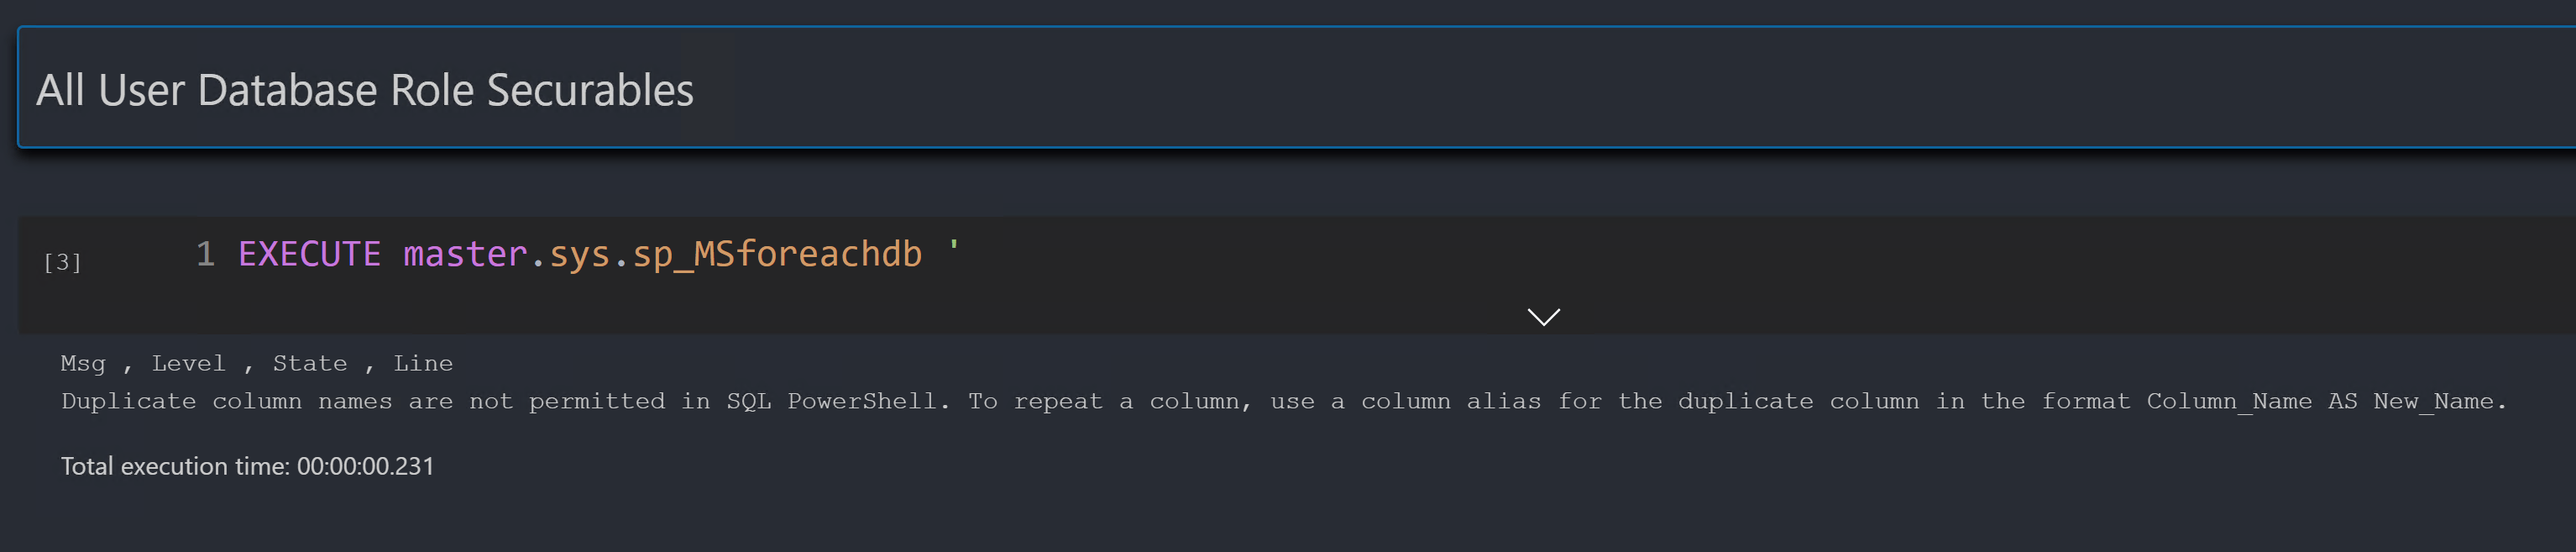 All User Database Role Securables
[3] 1 EXECUTE master.sys.sp_MSforeachdb '
Msg , Level , State , Line
Duplicate column names are not permitted in SQL PowerShell. To repeat a column, use a column alias for the duplicate column in the format Column_Name AS New_Name.
Total execution time: 00:00:00.231